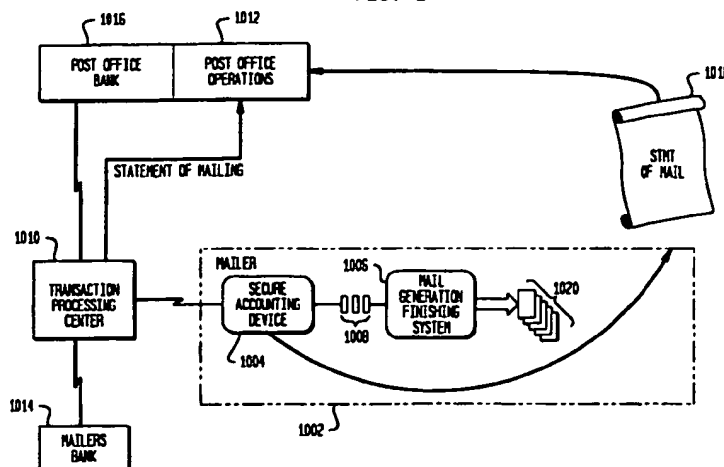 1016
1012
POST OFFICE
BANK
POST OFFICE
OPERATIONS
STMT
OF MAIL
STATEMENT OF MAILING
1010
TRANSACTION
PROCESSING
CENTER
MAILER
SECURE
ACCOUNTING
DEVICE
1004
1008
1006
MAIL
GENERATION
FINISHING
SYSTEM
1020
1014
MAILERS
BANK
1002